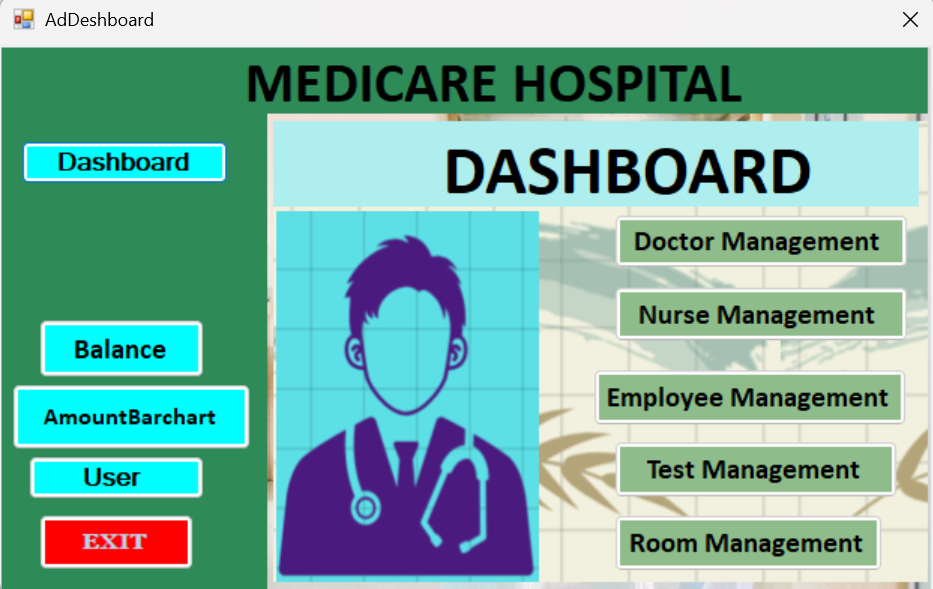 AdDeshboard
MEDICARE HOSPITAL
Dashboard
Balance
AmountBarchart
User
EXIT
DASHBOARD
Doctor Management
Nurse Management
Employee Management
Test Management
Room Management